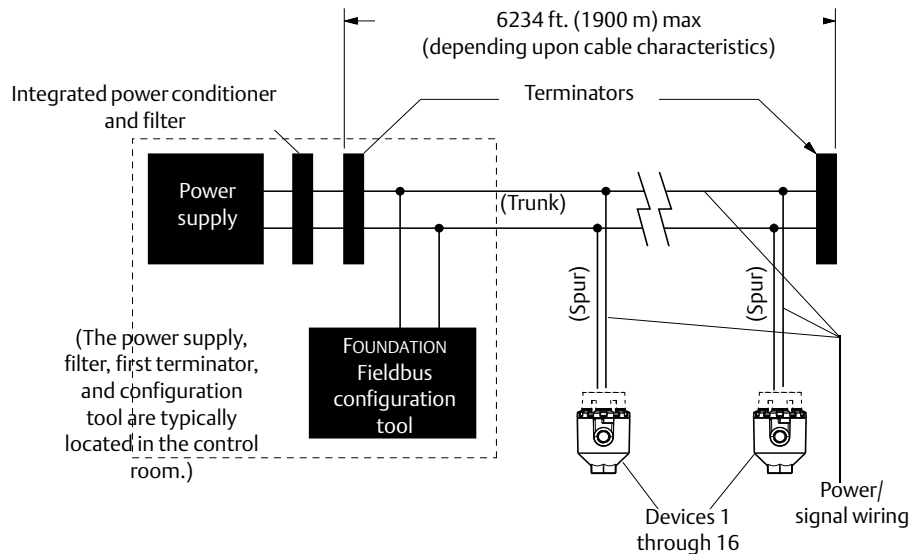 6234 ft. (1900 m) max
(depending upon cable characteristics)
Integrated power conditioner
and filter
Terminators
Power
supply
(Trunk)
(Spur)
(Spur)
(The power supply,
filter, first terminator,
and configuration
tool are typically
located in the control
room.)
FOUNDATION
Fieldbus
configuration
tool
Power/
signal wiring
Devices 1
through 16